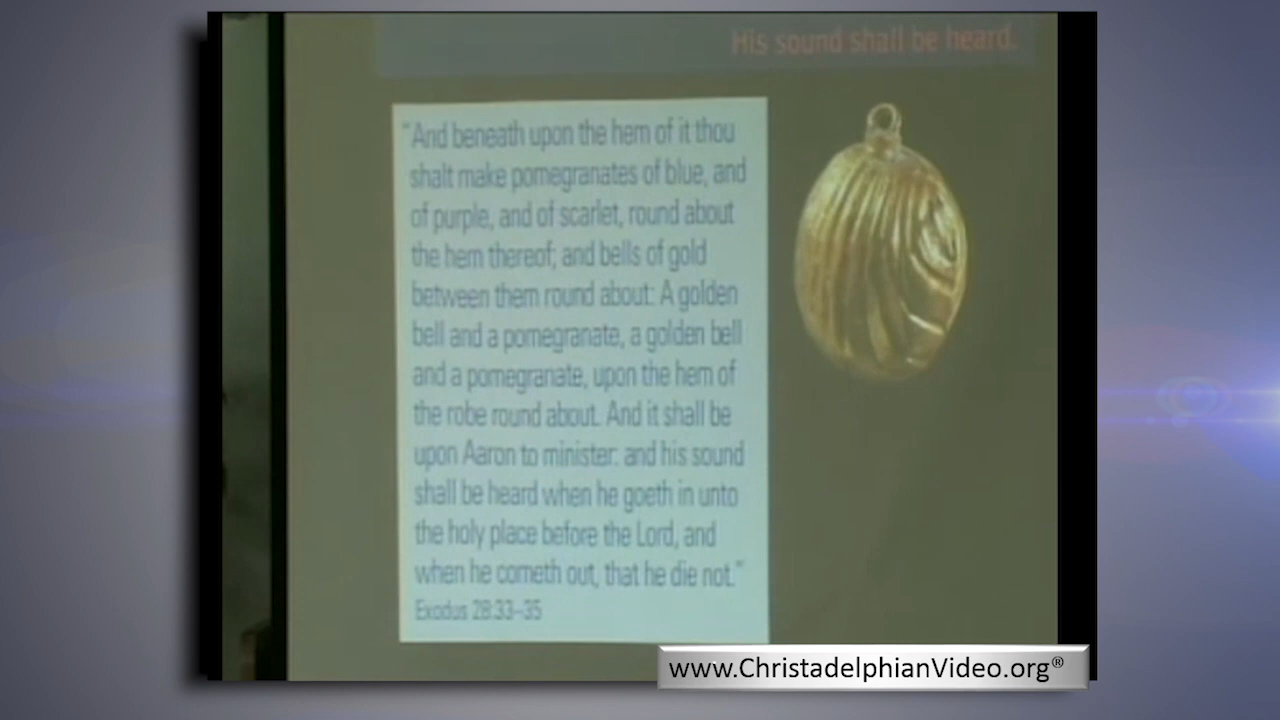 His sound shall be heard.
"And beneath upon the hem of it thou
shalt make pomegranates of blue, and
of purple, and of scarlet, round about
the hem thereof; and bells of gold
between them round about: A golden
bell and a pomegranate, a golden bell
and a pomegranate, upon the hem of
the robe round about. And it shall be
upon Aaron to minister: and his sound
shall be heard when he goeth in unto
the holy place before the Lord, and
when he cometh out, that he die not."
Exodus 28:33–35
www.ChristadelphianVideo.org®